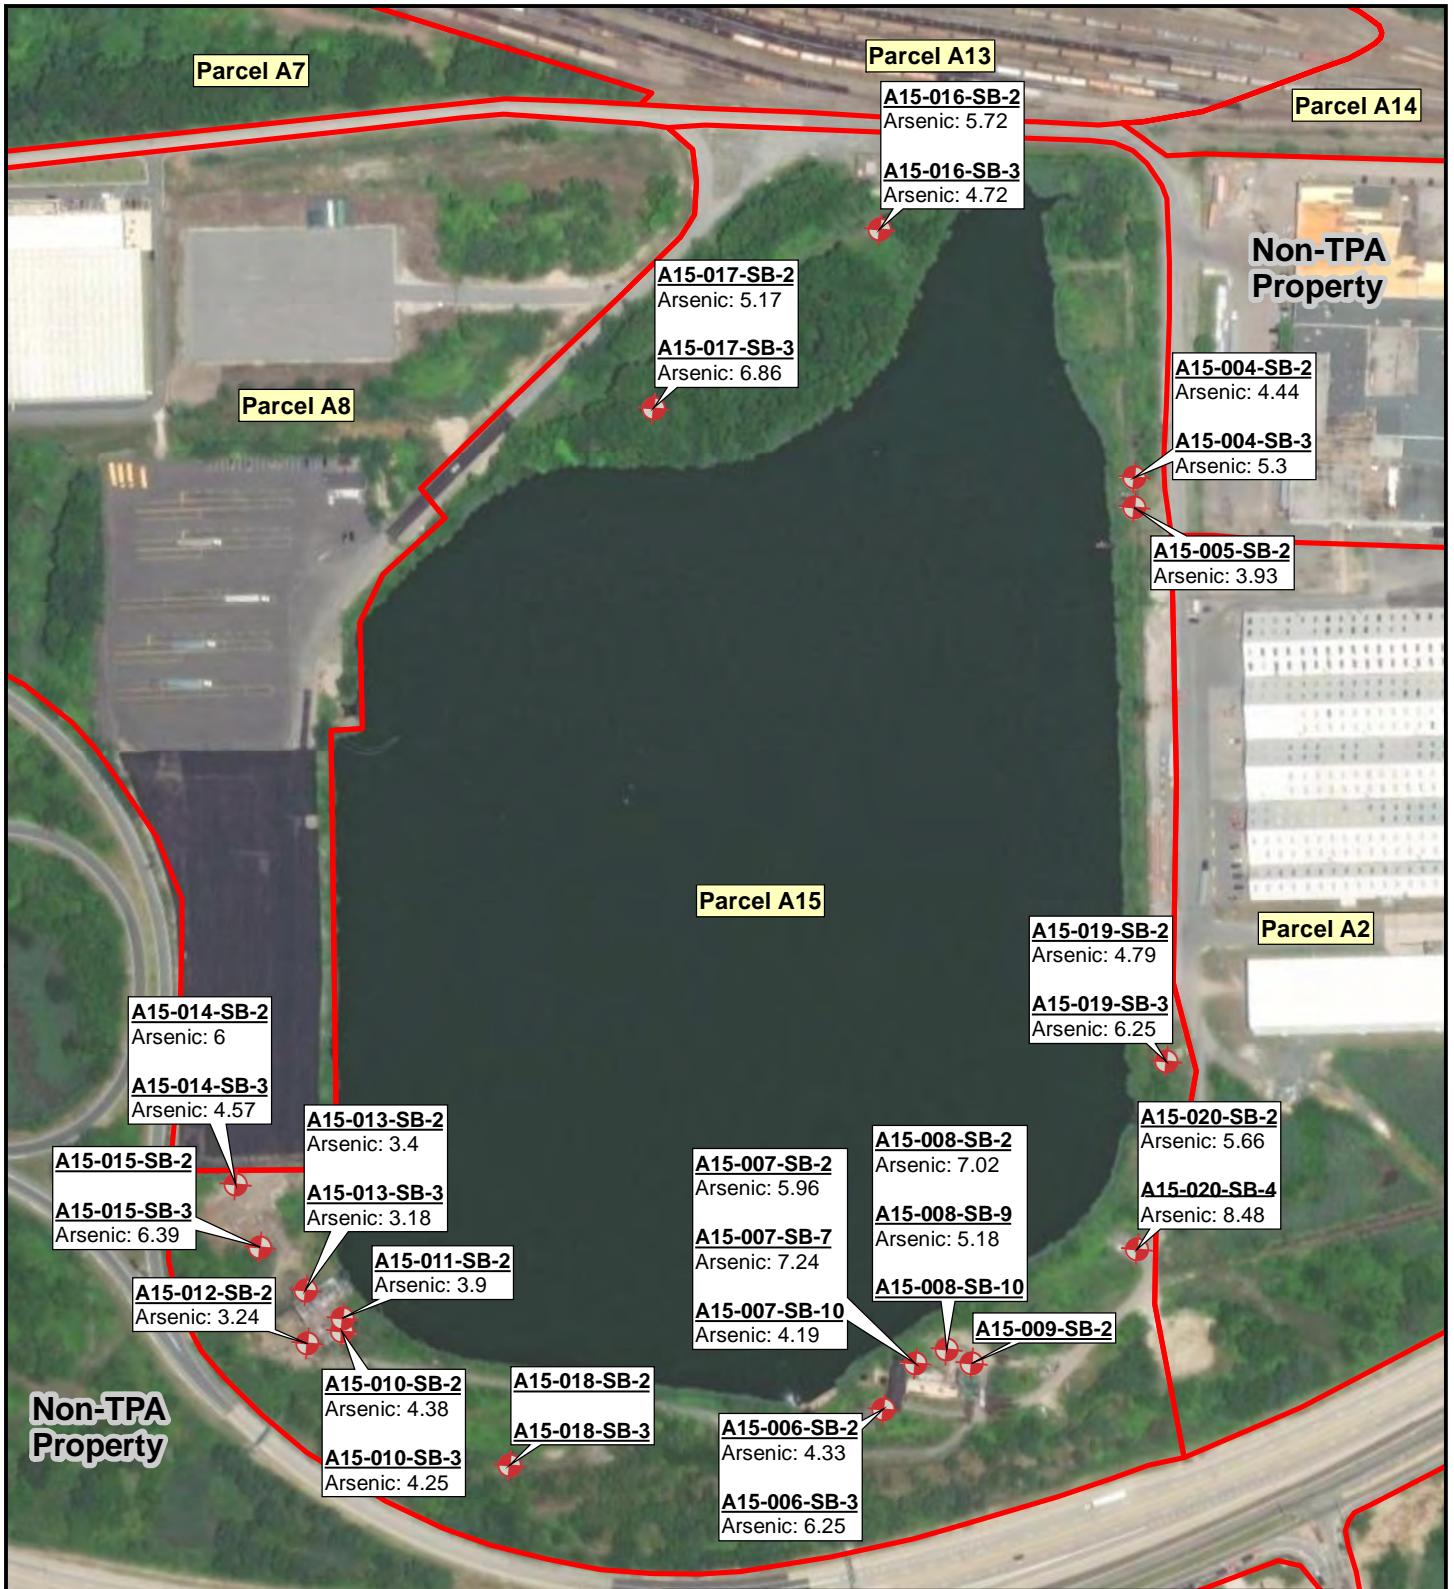 Parcel A7
Parcel A13
Parcel A14
A15-016-SB-2
Arsenic: 5.72
A15-016-SB-3
Arsenic: 4.72
Non-TPA
Property
A15-017-SB-2
Arsenic: 5.17
A15-017-SB-3
Arsenic: 6.86
Parcel A8
A15-004-SB-2
Arsenic: 4.44
A15-004-SB-3
Arsenic: 5.3
A15-005-SB-2
Arsenic: 3.93
Parcel A15
Parcel A2
A15-019-SB-2
Arsenic: 4.79
A15-019-SB-3
Arsenic: 6.25
A15-014-SB-2
Arsenic: 6
A15-014-SB-3
Arsenic: 4.57
A15-013-SB-2
Arsenic: 3.4
A15-013-SB-3
Arsenic: 3.18
A15-015-SB-2
A15-015-SB-3
Arsenic: 6.39
A15-007-SB-2
Arsenic: 5.96
A15-007-SB-7
Arsenic: 7.24
A15-007-SB-10
Arsenic: 4.19
A15-008-SB-2
Arsenic: 7.02
A15-008-SB-9
Arsenic: 5.18
A15-008-SB-10
A15-020-SB-2
Arsenic: 5.66
A15-020-SB-4
Arsenic: 8.48
A15-011-SB-2
Arsenic: 3.9
A15-012-SB-2
Arsenic: 3.24
A15-009-SB-2
A15-010-SB-2
Arsenic: 4.38
A15-010-SB-3
Arsenic: 4.25
A15-018-SB-2
A15-018-SB-3
A15-006-SB-2
Arsenic: 4.33
A15-006-SB-3
Arsenic: 6.25
Non-TPA
Property